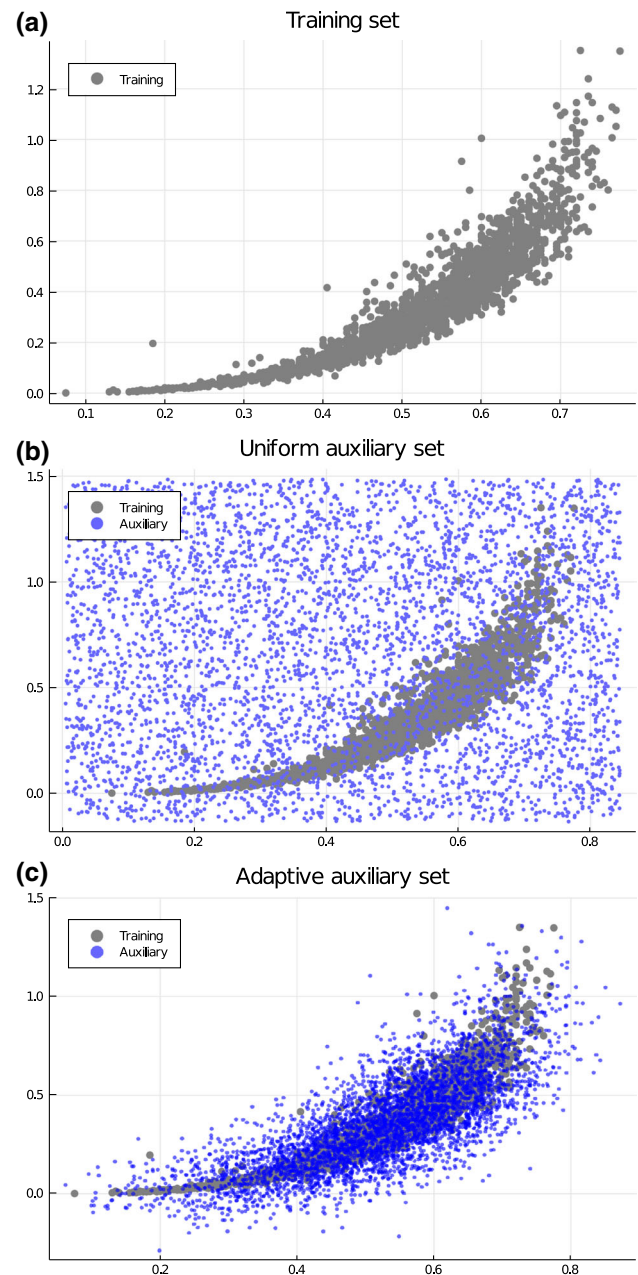 (a) Training set
Training
1.2
1.0
0.8
0.6
0.4
0.2
0.0
0.1 0.2 0.3 0.4 0.5 0.6 0.7
(b) Uniform auxiliary set
1.5
Training
Auxiliary
1.0
0.5
0.0
0.0 0.2 0.4 0.6 0.8
(c) Adaptive auxiliary set
1.5
Training
Auxiliary
1.0
0.5
0.0
0.2 0.4 0.6 0.8